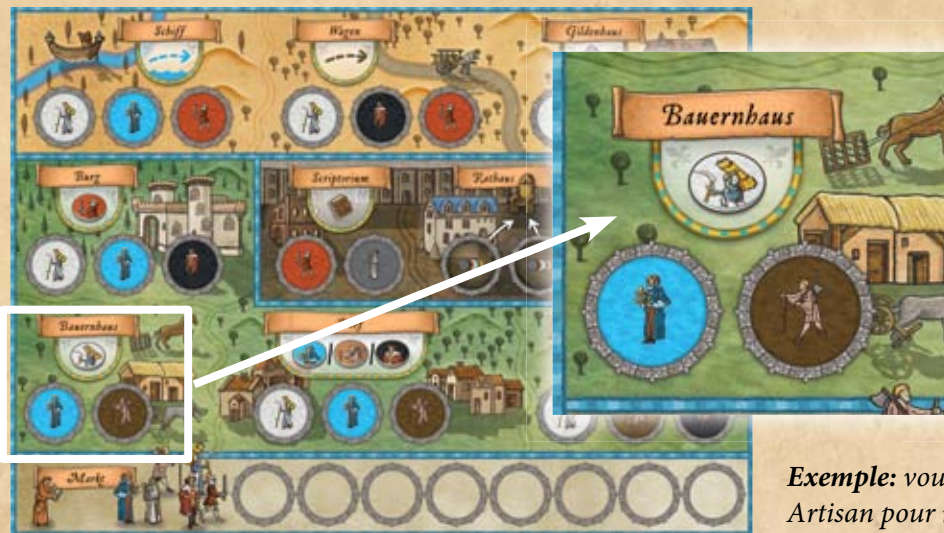 Schiff
Wagen
Gildenhaus
Bauernhaus
Burg
Scriptorium
Rathaus
Bauernhaus
Markt
Exemple: vou
Artisan pour